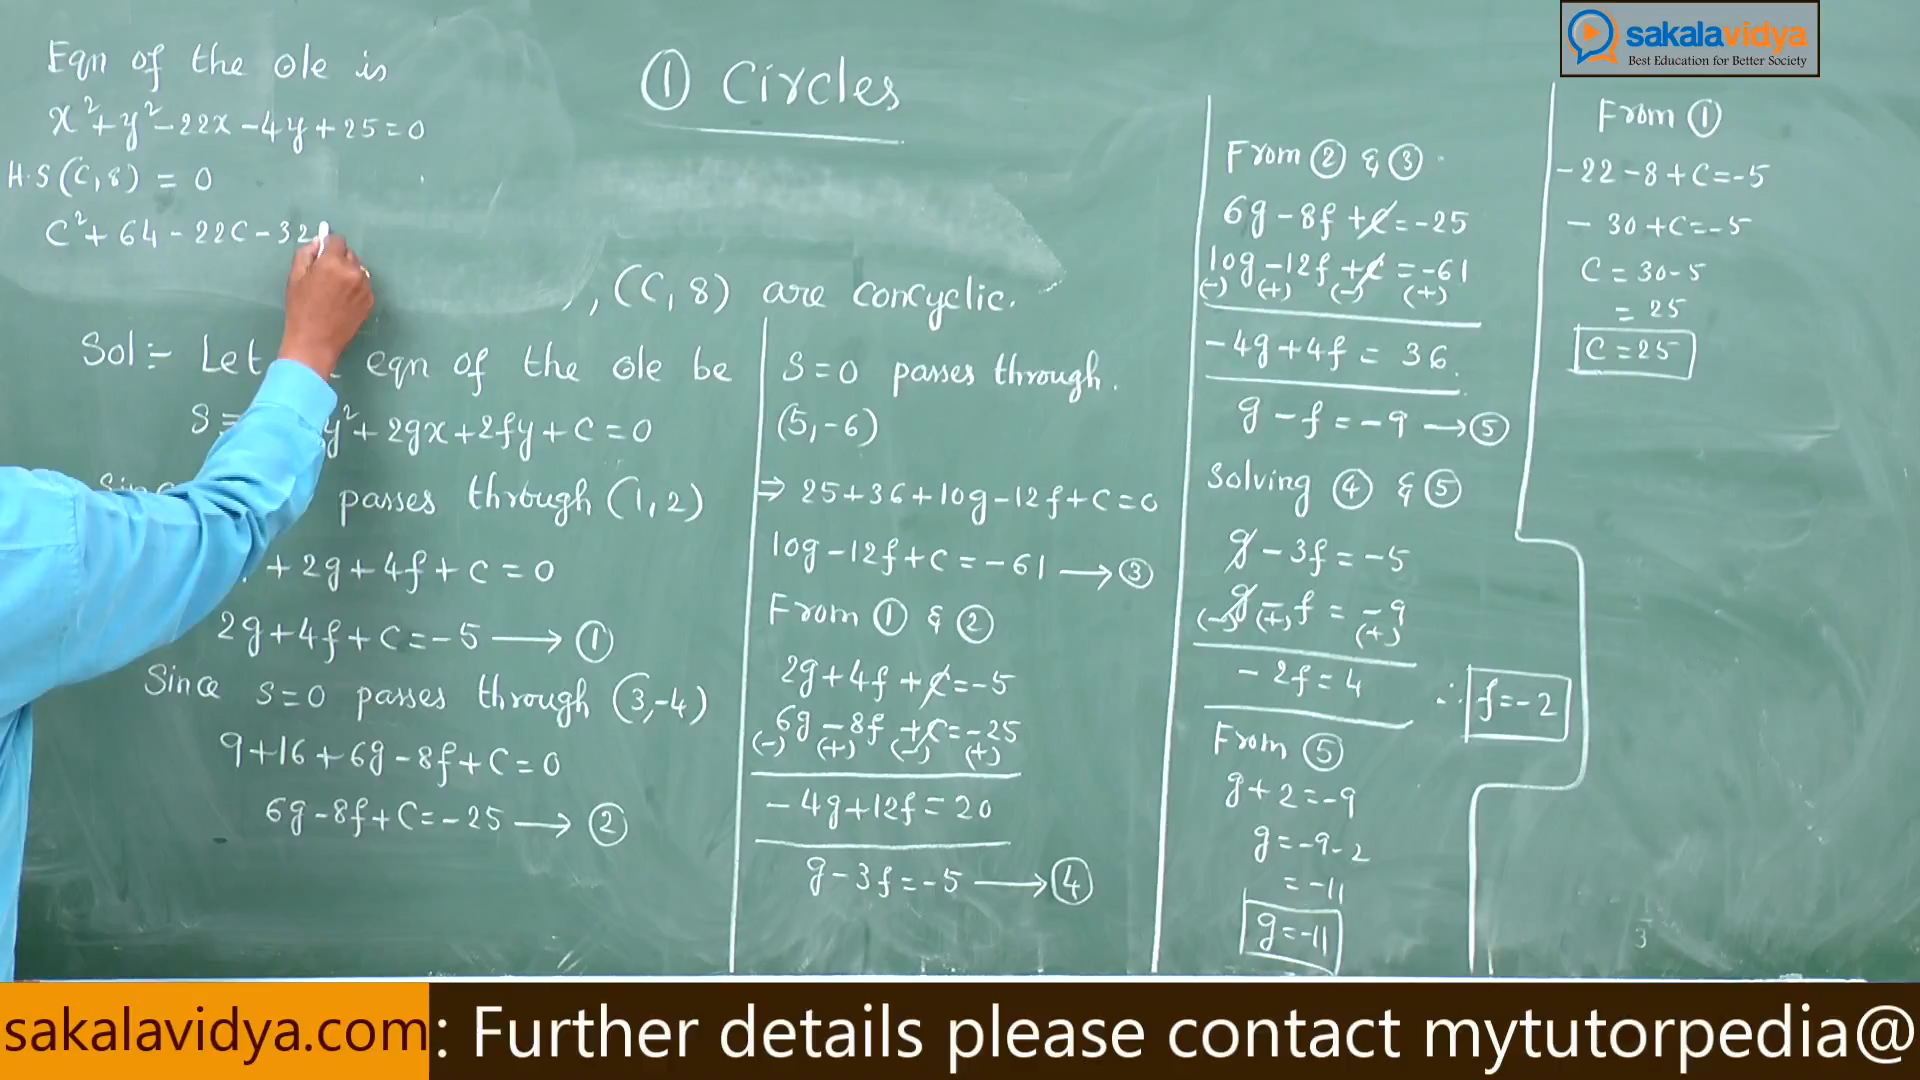 Eqn of the ole is
x²+y²-22x-4y+25=0
H.S(C,8) = 0
C²+64-22C-32
① Circles
, (C, 8) are concyclic.
Sol:- Let eqn of the ole be
S= y²+2gx+2fy+C=0
Sinc passes through (1,2)
+2g+4f+C=0
2g+4f+C=-5 → ①
Since S=0 passes through (3,-4)
9+16+6g-8f+C=0
6g-8f+C=-25 → ②
S=0 passes through.
(5,-6)
⇒ 25+36+10g-12f+C=0
10g-12f+C=-61 → ③
From ① & ②
2g+4f+C=-5
6g-8f+C=-25
(-) (+) (-) (+)
-4g+12f=20
g-3f=-5 → ④
From ② & ③
6g-8f+C=-25
10g-12f+C=-61
(-) (+) (-) (+)
-4g+4f=36
g-f=-9 → ⑤
Solving ④ & ⑤
g-3f=-5
g-f=-9
(-) (+) (+)
-2f=4
∴ f=-2
From ⑤
g+2=-9
g=-9-2
=-11
g=-11
From ①
-22-8+C=-5
-30+C=-5
C=30-5
=25
C=25
sakalavidya
Best Education for Better Society
sakalavidya.com: Further details please contact mytutorpedia@